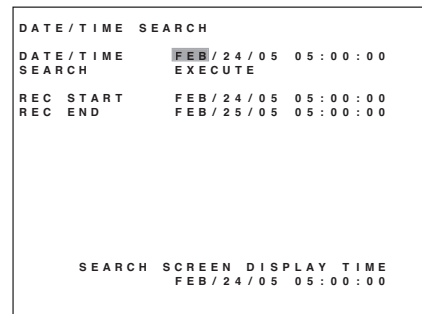 DATE/TIME SEARCH
DATE/TIME FEB/24/05 05:00:00
SEARCH EXECUTE
REC START FEB/24/05 05:00:00
REC END FEB/25/05 05:00:00
SEARCH SCREEN DISPLAY TIME
FEB/24/05 05:00:00